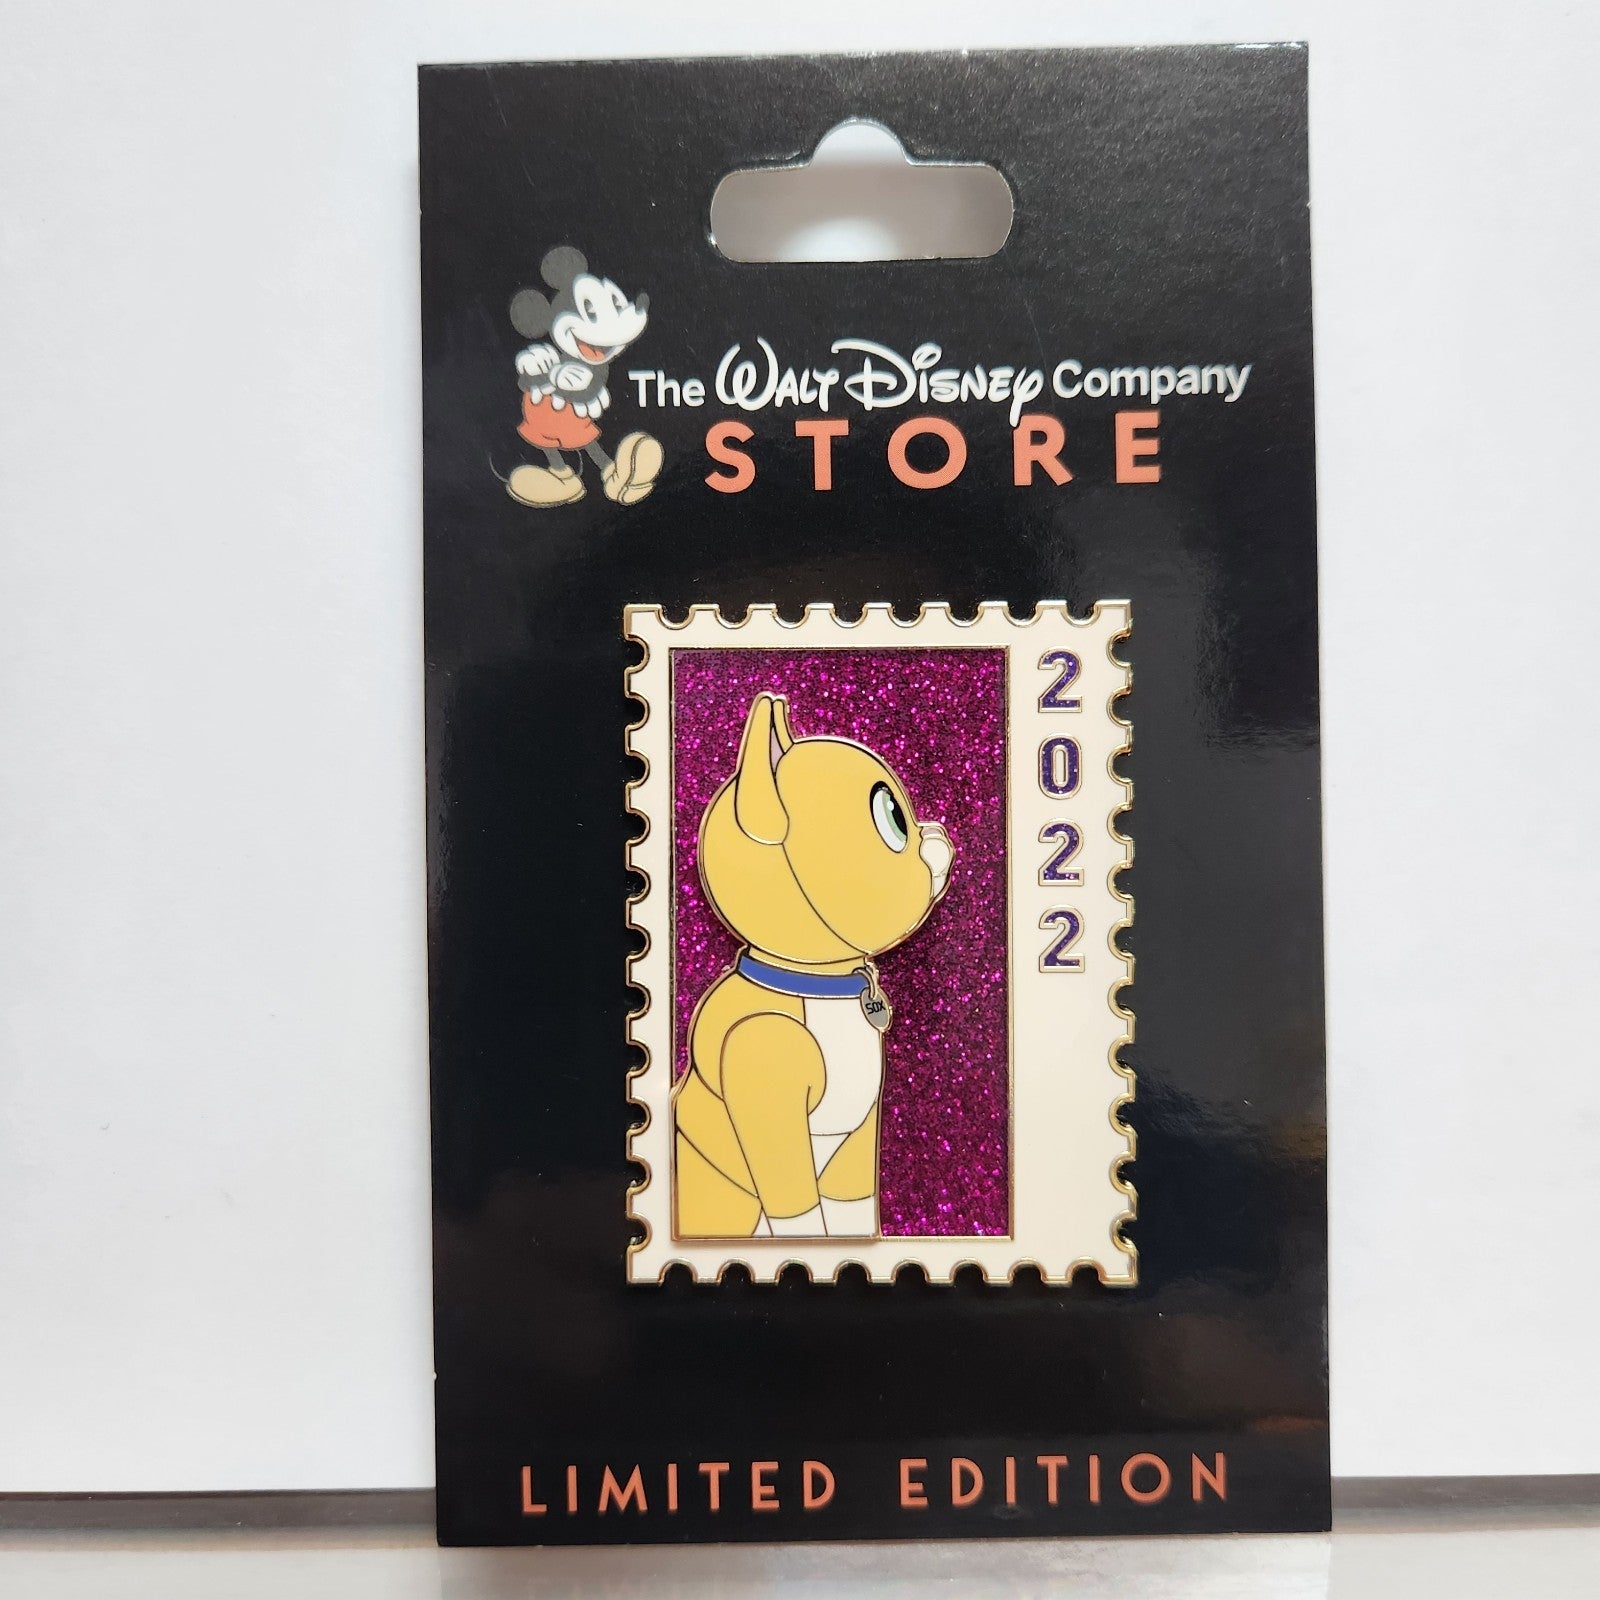 The Walt Disney Company
STORE
2022
SOX
LIMITED EDITION